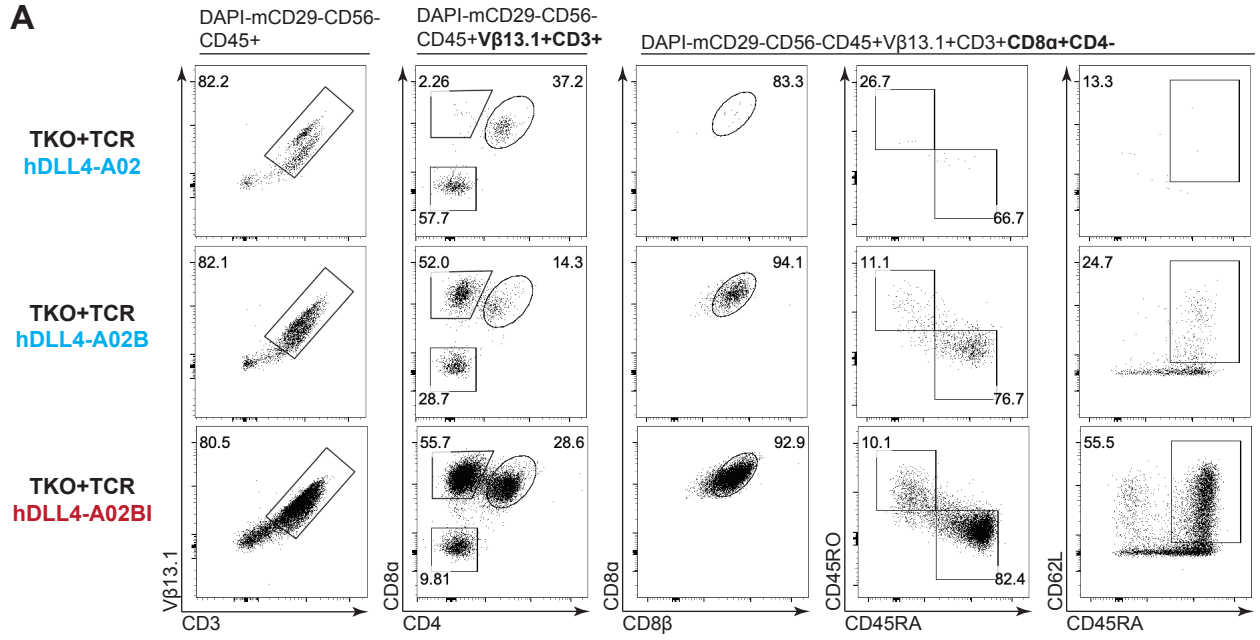 A
DAPI-mCD29-CD56-
CD45+
DAPI-mCD29-CD56-
CD45+Vβ13.1+CD3+
DAPI-mCD29-CD56-CD45+Vβ13.1+CD3+CD8α+CD4-
TKO+TCR
hDLL4-A02
82.2
2.26
37.2
57.7
83.3
26.7
66.7
13.3
TKO+TCR
hDLL4-A02B
82.1
52.0
14.3
28.7
94.1
11.1
76.7
24.7
TKO+TCR
hDLL4-A02BI
80.5
55.7
28.6
9.81
92.9
10.1
82.4
55.5
Vβ13.1
CD3
CD8α
CD4
CD8α
CD8β
CD45RO
CD45RA
CD62L
CD45RA